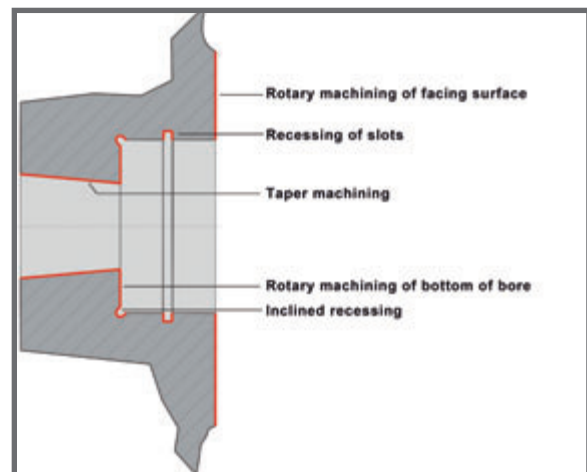 Rotary machining of facing surface
Recessing of slots
Taper machining
Rotary machining of bottom of bore
Inclined recessing